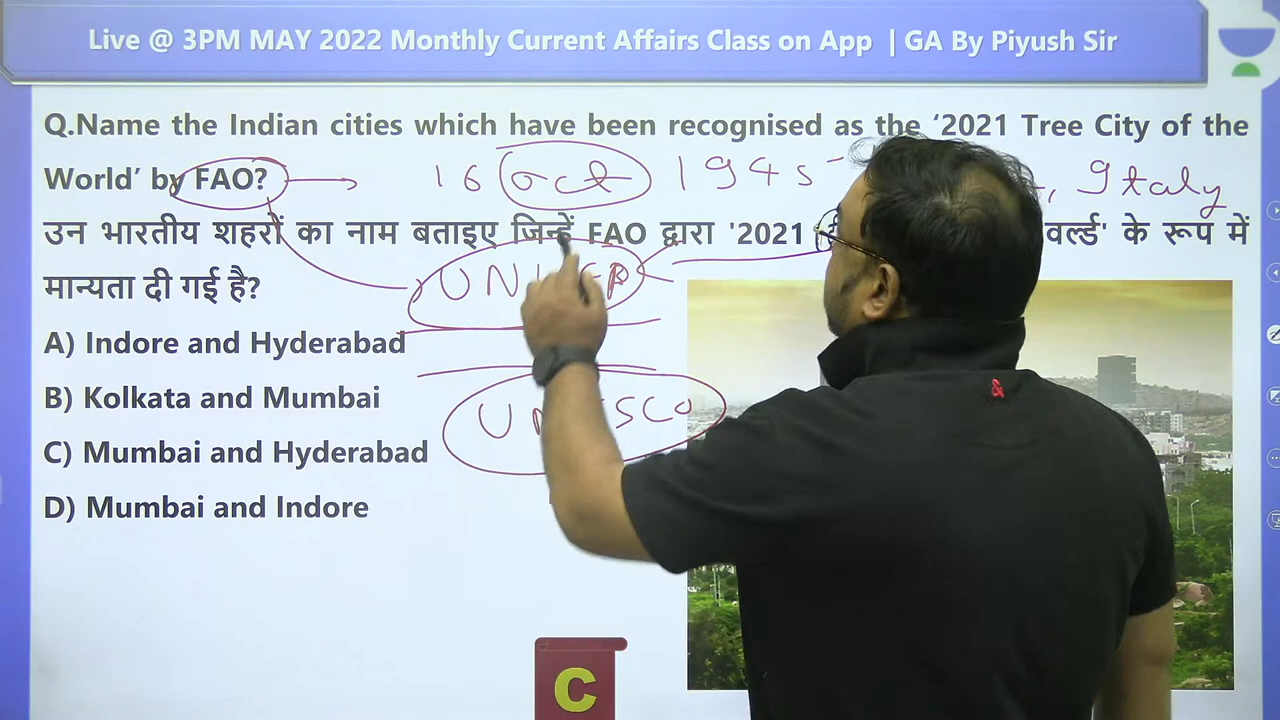 Live @ 3PM MAY 2022 Monthly Current Affairs Class on App | GA By Piyush Sir
Q.Name the Indian cities which have been recognised as the ‘2021 Tree City of the
World’ by FAO? 16 Oct 1945 , Italy
उन भारतीय शहरों का नाम बताइए जिन्हें FAO द्वारा '2021 वर्ल्ड' के रूप में
मान्यता दी गई है?
A) Indore and Hyderabad
B) Kolkata and Mumbai
C) Mumbai and Hyderabad
D) Mumbai and Indore
C